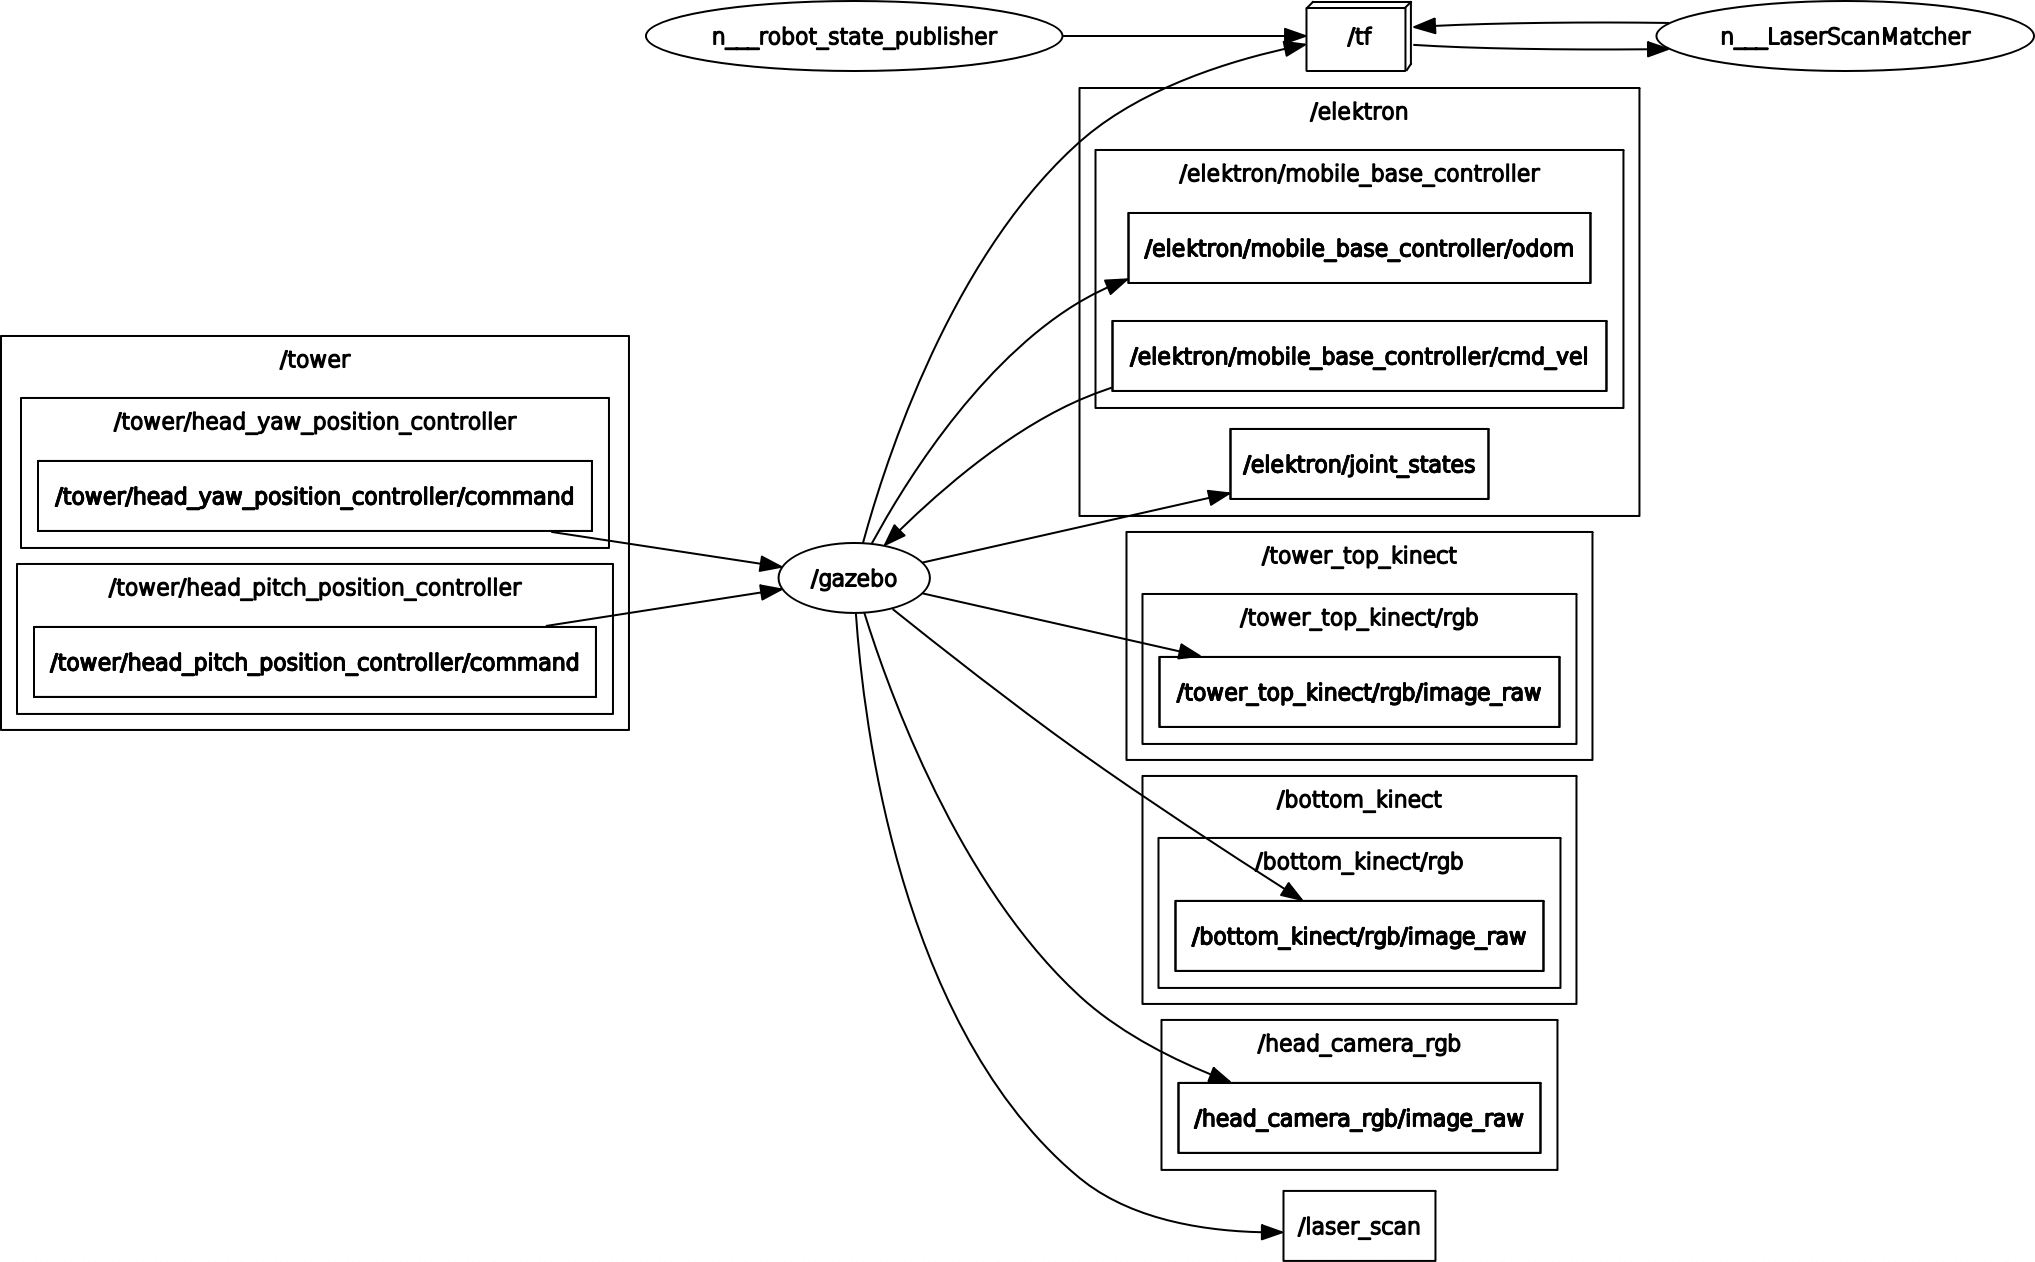 n___robot_state_publisher
/tf
n___LaserScanMatcher
/elektron
/elektron/mobile_base_controller
/elektron/mobile_base_controller/odom
/elektron/mobile_base_controller/cmd_vel
/elektron/joint_states
/tower
/tower/head_yaw_position_controller
/tower/head_yaw_position_controller/command
/tower/head_pitch_position_controller
/tower/head_pitch_position_controller/command
/gazebo
/tower_top_kinect
/tower_top_kinect/rgb
/tower_top_kinect/rgb/image_raw
/bottom_kinect
/bottom_kinect/rgb
/bottom_kinect/rgb/image_raw
/head_camera_rgb
/head_camera_rgb/image_raw
/laser_scan